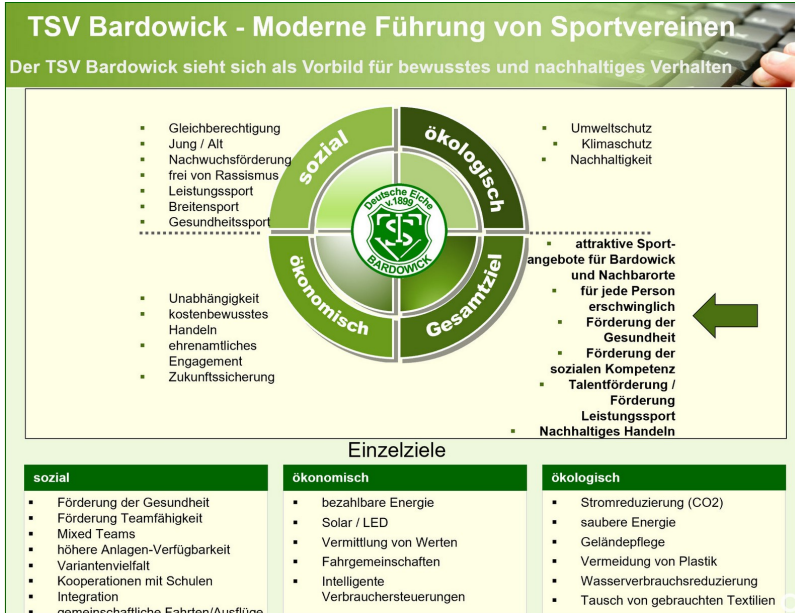 TSV Bardowick - Moderne Führung von Sportvereinen
Der TSV Bardowick sieht sich als Vorbild für bewusstes und nachhaltiges Verhalten
Gleichberechtigung
Jung / Alt
Nachwuchsförderung
frei von Rassismus
Leistungssport
Breitensport
Gesundheitssport
sozial
ökologisch
Umweltschutz
Klimaschutz
Nachhaltigkeit
Deutsche Eiche
v.1899
TSV
BARDOWICK
Unabhängigkeit
kostenbewusstes
Handeln
ehrenamtliches
Engagement
Zukunftssicherung
ökonomisch
Gesamtziel
attraktive Sport-
angebote für Bardowick
und Nachbarorte
für jede Person
erschwinglich
Förderung der
Gesundheit
Förderung der
sozialen Kompetenz
Talentförderung /
Förderung
Leistungssport
Nachhaltiges Handeln
Einzelziele
sozial
Förderung der Gesundheit
Förderung Teamfähigkeit
Mixed Teams
höhere Anlagen-Verfügbarkeit
Variantenvielfalt
Kooperationen mit Schulen
Integration
gemeinschaftliche Fahrten/Ausflüge
ökonomisch
bezahlbare Energie
Solar / LED
Vermittlung von Werten
Fahrgemeinschaften
Intelligente
Verbrauchersteuerungen
ökologisch
Stromreduzierung (CO2)
saubere Energie
Geländepflege
Vermeidung von Plastik
Wasserverbrauchsreduzierung
Tausch von gebrauchten Textilien